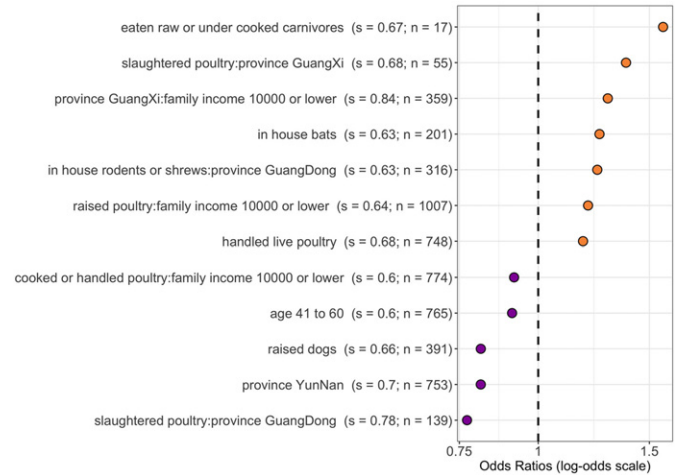 eaten raw or under cooked carnivores (s = 0.67; n = 17)
slaughtered poultry:province GuangXi (s = 0.68; n = 55)
province GuangXi:family income 10000 or lower (s = 0.84; n = 359)
in house bats (s = 0.63; n = 201)
in house rodents or shrews:province GuangDong (s = 0.63; n = 316)
raised poultry:family income 10000 or lower (s = 0.64; n = 1007)
handled live poultry (s = 0.68; n = 748)
cooked or handled poultry:family income 10000 or lower (s = 0.6; n = 774)
age 41 to 60 (s = 0.6; n = 765)
raised dogs (s = 0.66; n = 391)
province YunNan (s = 0.7; n = 753)
slaughtered poultry:province GuangDong (s = 0.78; n = 139)
0.75 1 1.5
Odds Ratios (log-odds scale)